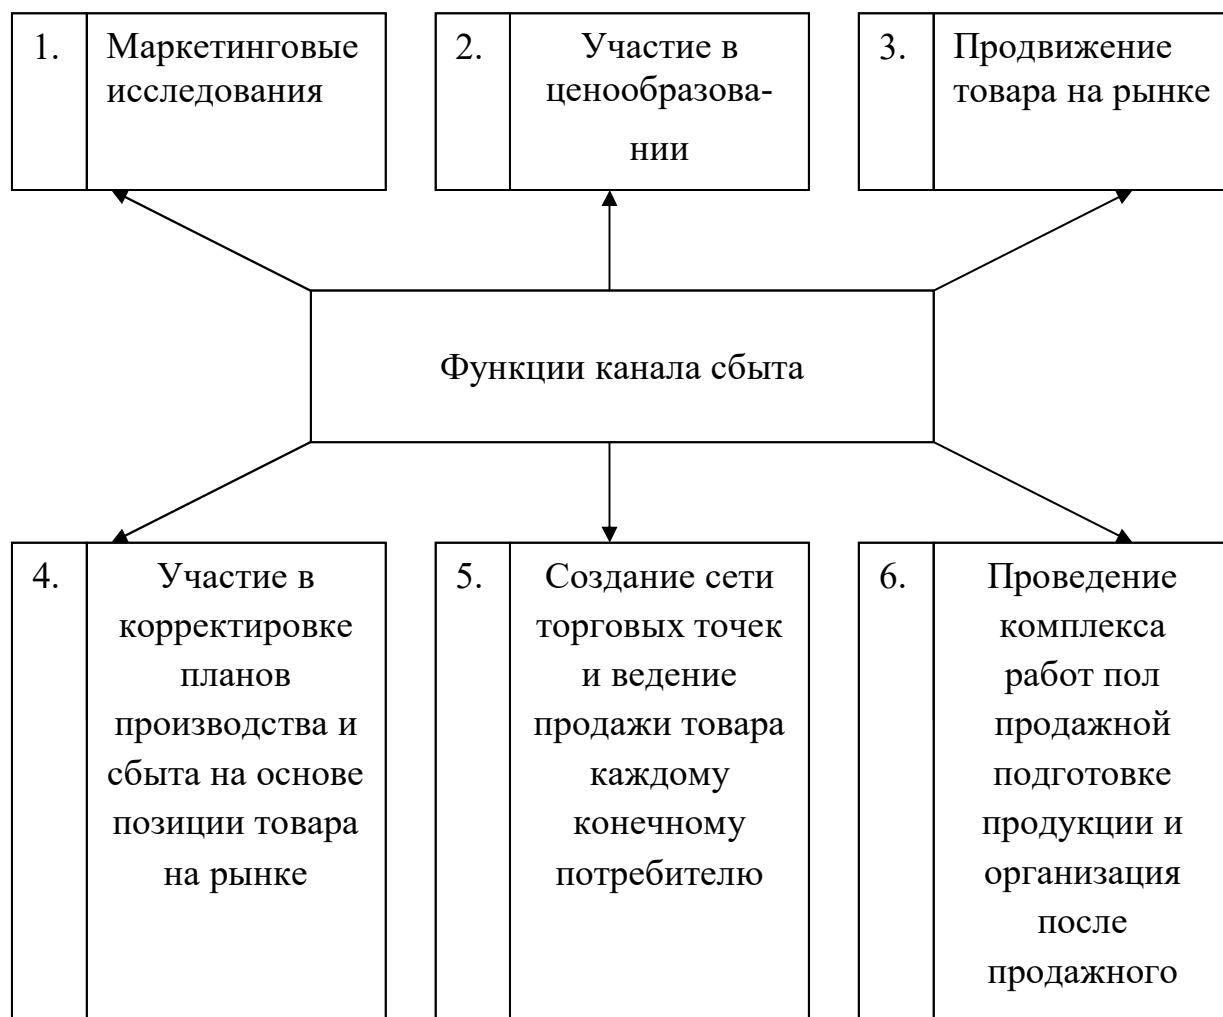 1.
Маркетинговые
исследования
2.
Участие в
ценообразова-
нии
3.
Продвижение
товара на рынке
Функции канала сбыта
4.
Участие в
корректировке
планов
производства и
сбыта на основе
позиции товара
на рынке
5.
Создание сети
торговых точек
и ведение
продажи товара
каждому
конечному
потребителю
6.
Проведение
комплекса
работ пол
продажной
подготовке
продукции и
организация
после
продажного